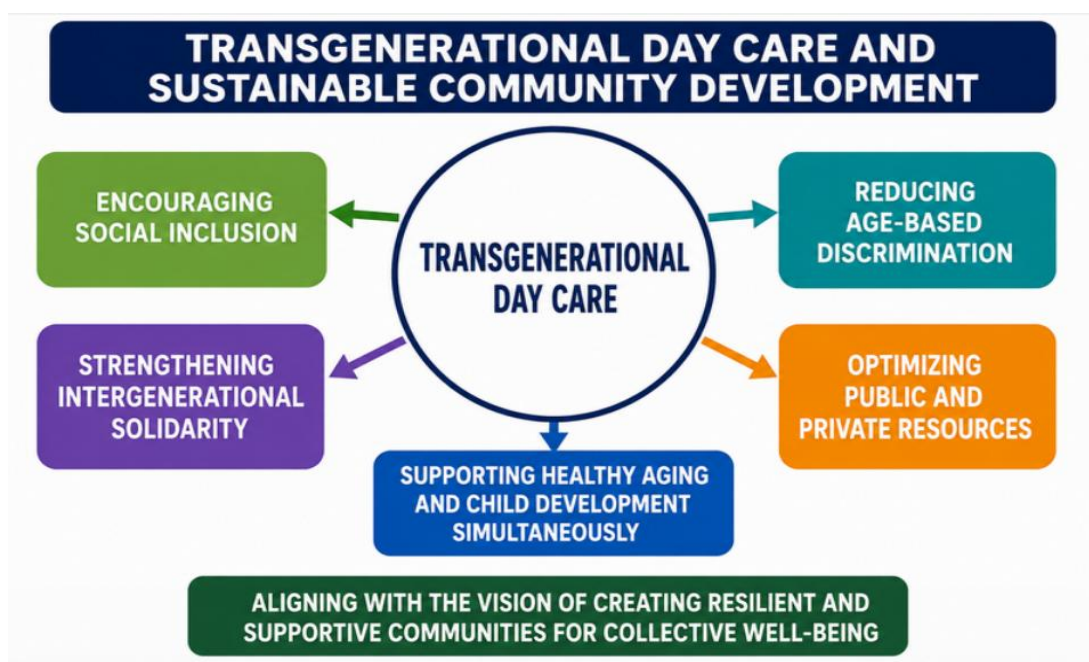 TRANSGENERATIONAL DAY CARE AND
SUSTAINABLE COMMUNITY DEVELOPMENT
ENCOURAGING
SOCIAL INCLUSION
REDUCING
AGE-BASED
DISCRIMINATION
TRANSGENERATIONAL
DAY CARE
STRENGTHENING
INTERGENERATIONAL
SOLIDARITY
OPTIMIZING
PUBLIC AND
PRIVATE RESOURCES
SUPPORTING HEALTHY AGING
AND CHILD DEVELOPMENT
SIMULTANEOUSLY
ALIGNING WITH THE VISION OF CREATING RESILIENT AND
SUPPORTIVE COMMUNITIES FOR COLLECTIVE WELL-BEING